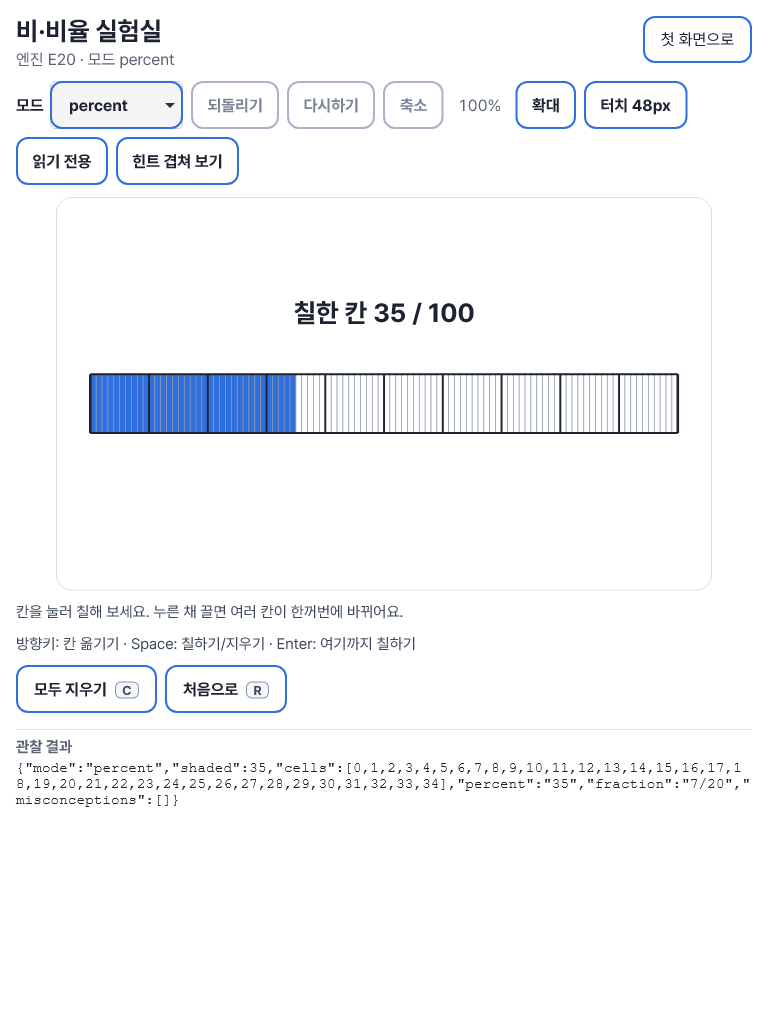 비·비율 실험실
첫 화면으로
엔진 E20 · 모드 percent
모드 percent 되돌리기 다시하기 축소 100% 확대 터치 48px
읽기 전용 힌트 겹쳐 보기
칠한 칸 35 / 100
칸을 눌러 칠해 보세요. 누른 채 끌면 여러 칸이 한꺼번에 바뀌어요.
방향키: 칸 옮기기 · Space: 칠하기/지우기 · Enter: 여기까지 칠하기
모두 지우기 C 처음으로 R
관찰 결과
{"mode":"percent","shaded":35,"cells":[0,1,2,3,4,5,6,7,8,9,10,11,12,13,14,15,16,17,1
8,19,20,21,22,23,24,25,26,27,28,29,30,31,32,33,34],"percent":"35","fraction":"7/20","
misconceptions":[]}